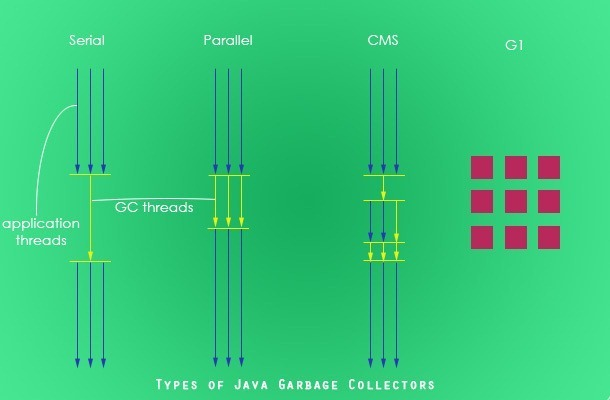 Serial
Parallel
CMS
G1
application
threads
GC threads
Types of Java Garbage Collectors